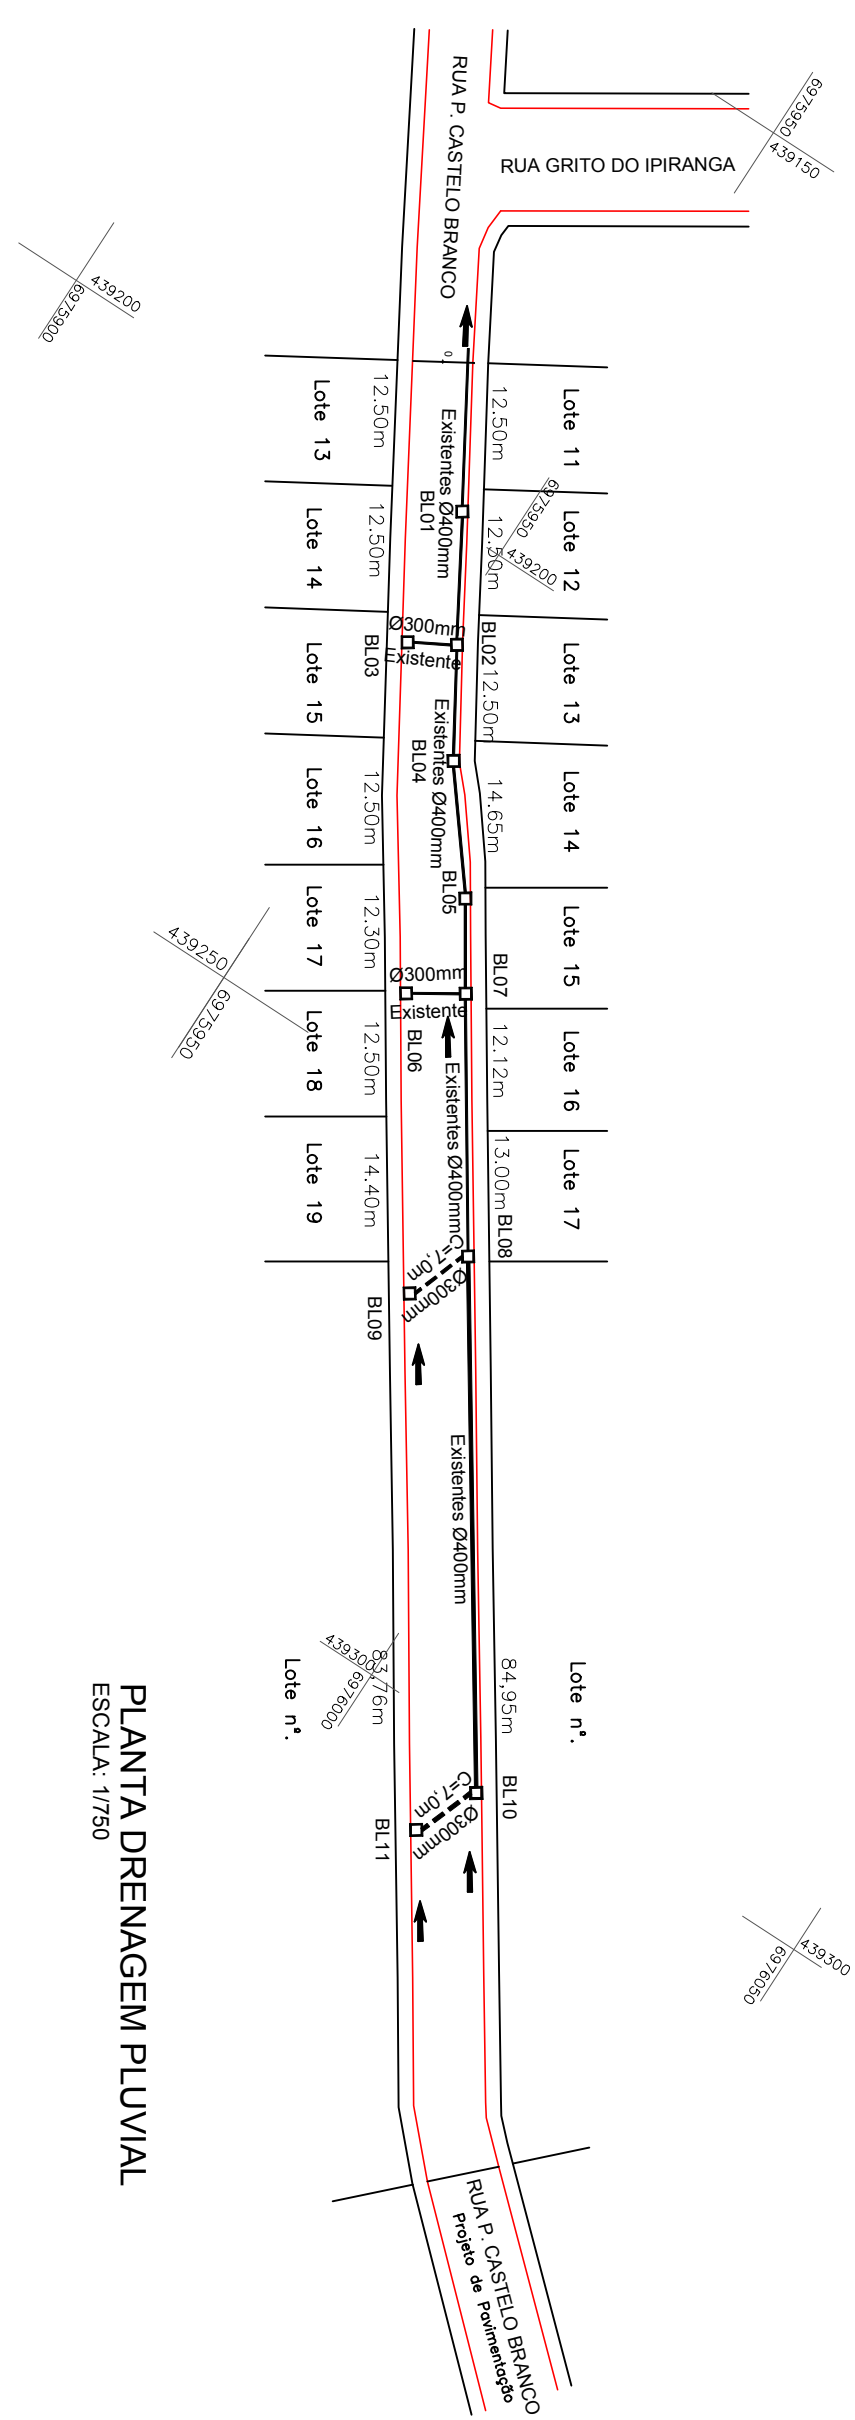 RUA P. CASTELO BRANCO
RUA GRITO DO IPIRANGA
6975950
439150
439200
6975900
0
Lote 13
12.50m
Existentes Ø400mm
BL01
12.50m
Lote 11
Lote 14
12.50m
12.50m
Lote 12
6975950
439200
Ø300mm
Existente
BL03
BL02
Lote 15
12.50m
Lote 13
Existentes Ø400mm
BL04
Lote 16
12.50m
14.65m
Lote 14
BL05
Lote 17
12.30m
BL07
Lote 15
439250
6975950
Ø300mm
Existente
BL06
Lote 18
12.50m
12.12m
Lote 16
Existentes Ø400mm
Lote 19
14.40m
13.00m
BL08
Lote 17
C=7,0m
Ø300mm
BL09
Existentes Ø400mm
439300
6976000
Lote nº.
83,76m
84,95m
Lote nº.
C=7,0m
Ø300mm
BL10
BL11
439300
6976050
RUA P. CASTELO BRANCO
Projeto de Pavimentação
PLANTA DRENAGEM PLUVIAL
ESCALA: 1/750